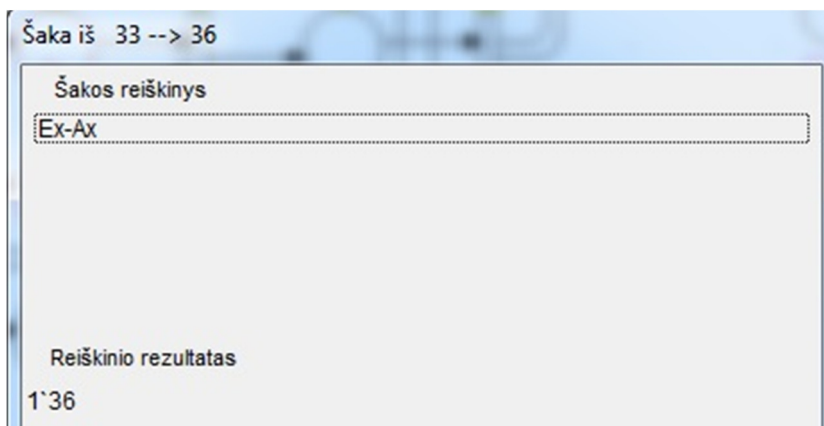 Šaka iš 33 --> 36
Šakos reiškinys
Ex-Ax
Reiškinio rezultatas
1`36